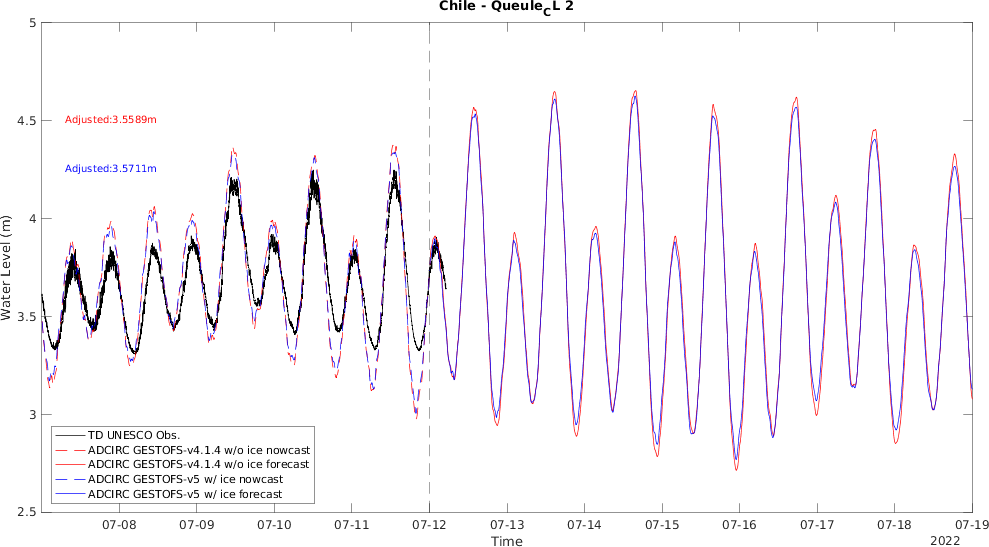 Chile - Queule_CL 2
5
4.5
4
3.5
3
2.5
Water Level (m)
Adjusted:3.5589m
Adjusted:3.5711m
TD UNESCO Obs.
ADCIRC GESTOFS-v4.1.4 w/o ice nowcast
ADCIRC GESTOFS-v4.1.4 w/o ice forecast
ADCIRC GESTOFS-v5 w/ ice nowcast
ADCIRC GESTOFS-v5 w/ ice forecast
07-08 07-09 07-10 07-11 07-12 07-13 07-14 07-15 07-16 07-17 07-18 07-19
Time
2022